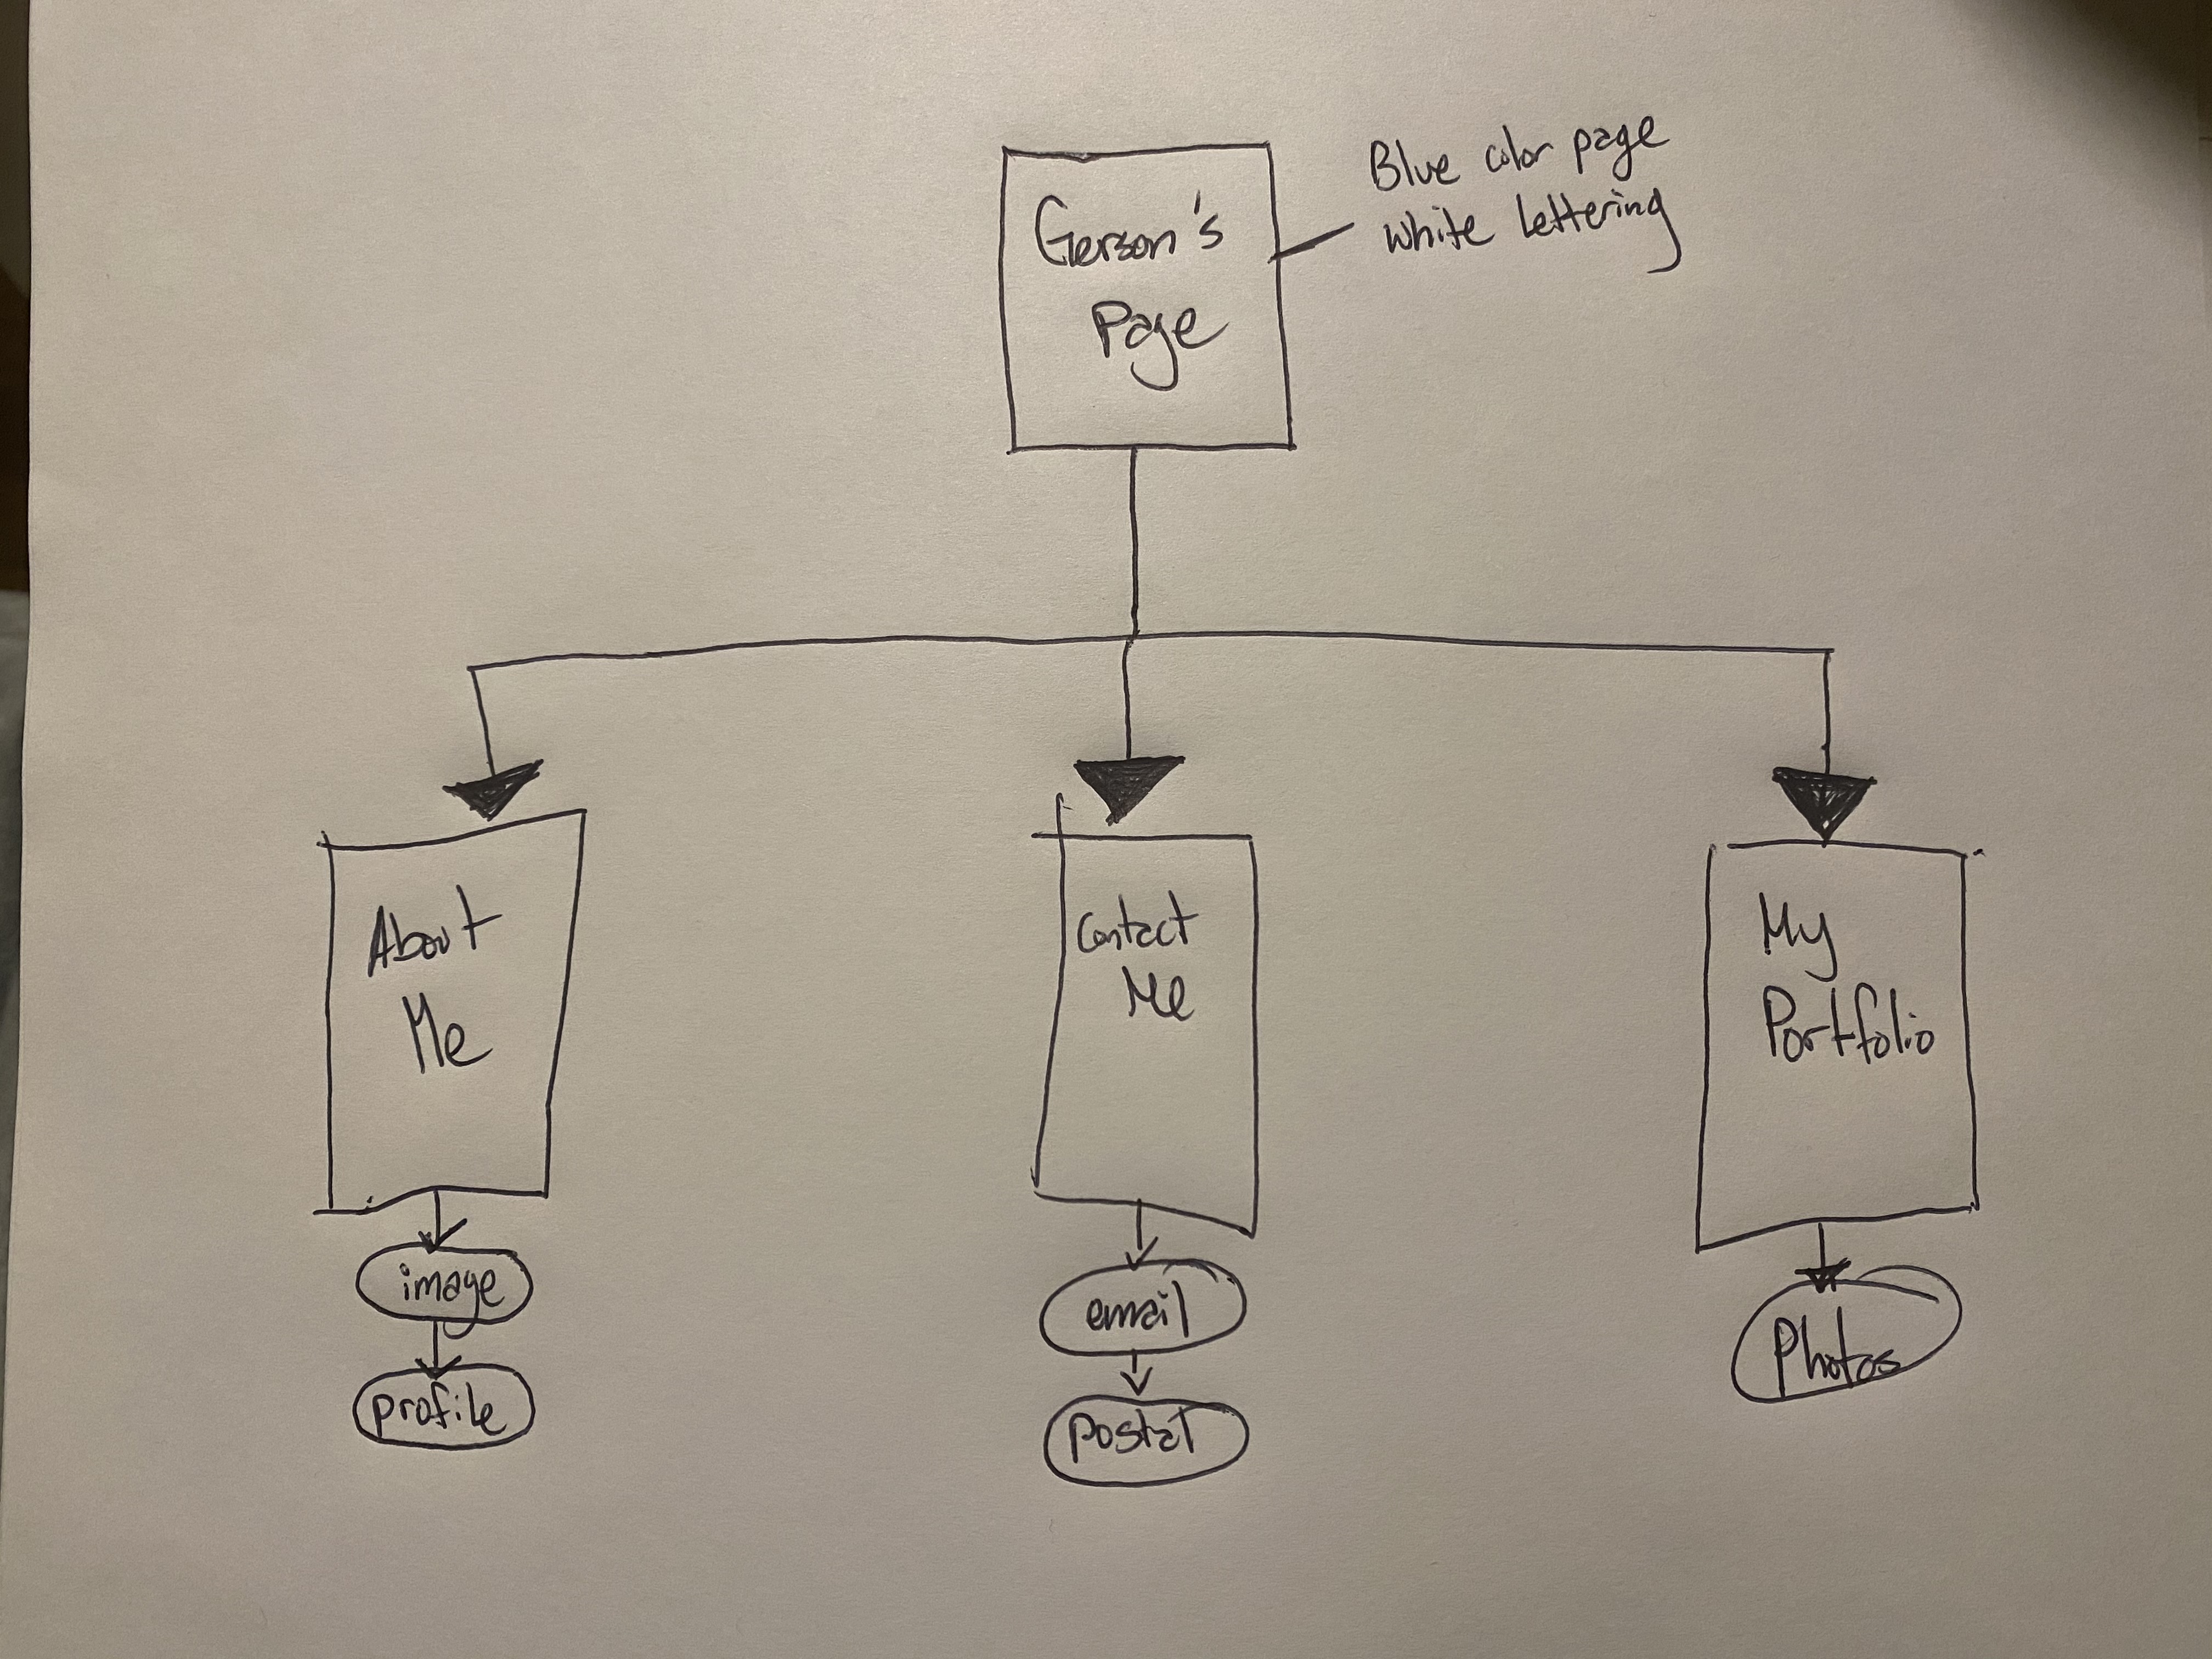 Gerson's
Page
Blue color page
white lettering
About
Me
Contact
Me
My
Portfolio
image
profile
email
postal
Photos